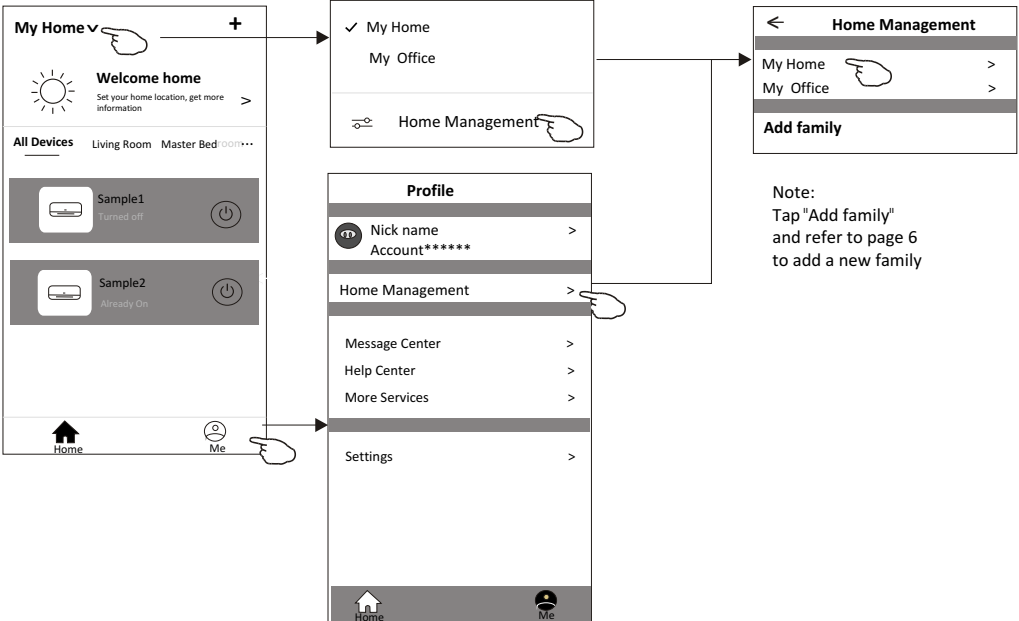 My Home
+
Welcome home
Set your home location, get more
information
>
All Devices
Living Room
Master Bedroom...
Sample1
Turned off
Sample2
Already On
Home
Me
✓ My Home
My Office
Home Management
Profile
Nick name >
Account******
Home Management >
Message Center >
Help Center >
More Services >
Settings >
Home
Me
Home Management
My Home >
My Office >
Add family
Note:
Tap "Add family"
and refer to page 6
to add a new family